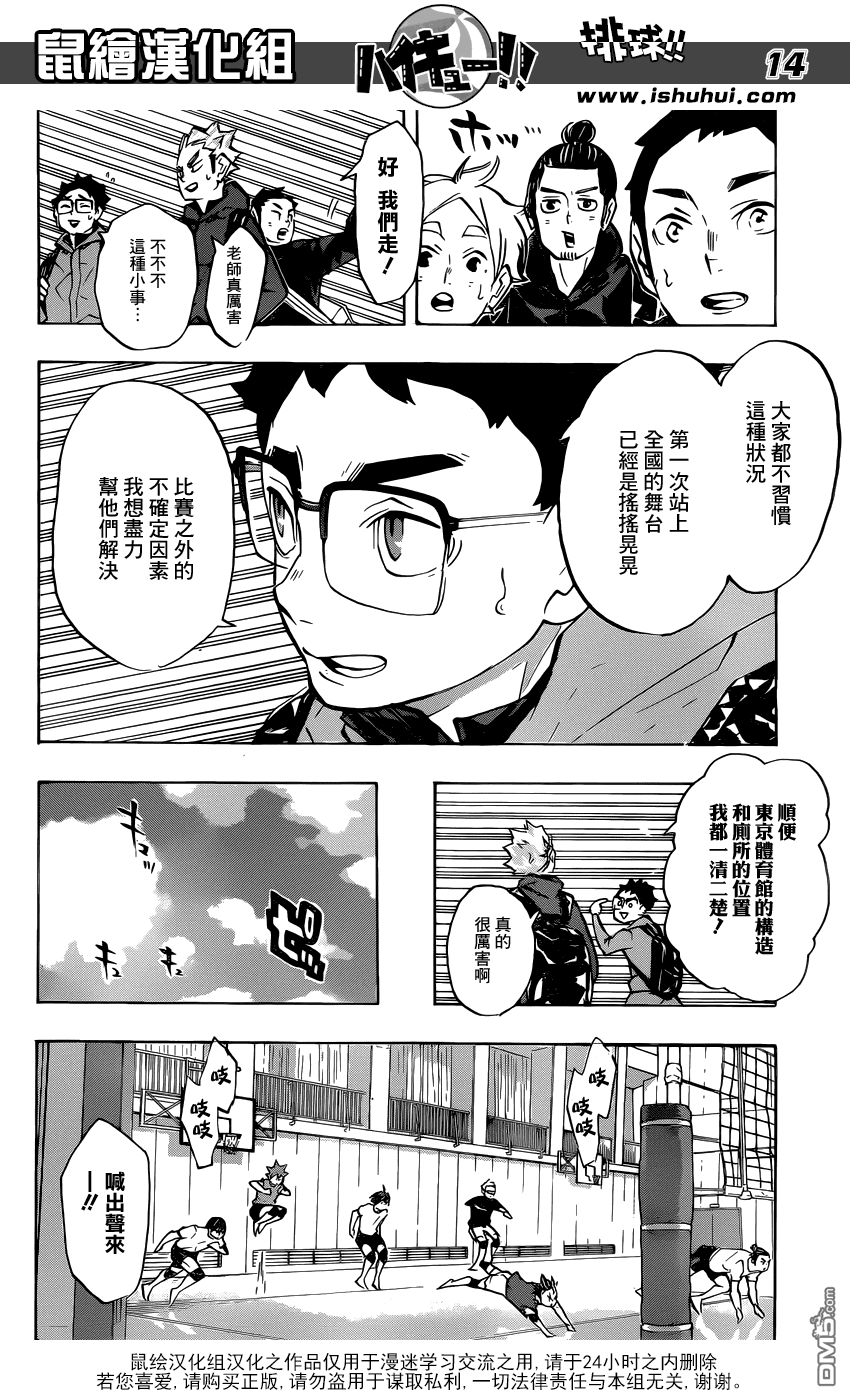 鼠繪漢化組
ハイキュー!!
排球!!
14
www.ishuhui.com
ホッ
好 我們走!
老師真厲害
不不不
這種小事…
大家都不習慣
這種狀況
第一次站上
全國的舞台
已經是搖搖晃晃
比賽之外的
不確定因素
我想盡力
幫他們解決
順便
東京體育館的構造
和廁所的位置
我都一清二楚!
真的
很厲害啊
キュッ
キュ
キュ
吱
吱吱
吱
吱吱
喊出聲來
ー!!
鼠绘汉化组汉化之作品仅用于漫迷学习交流之用, 请于24小时之内删除
若您喜爱, 请购买正版, 请勿盗用于谋取私利, 一切法律责任与本组无关, 谢谢。
DM5.com